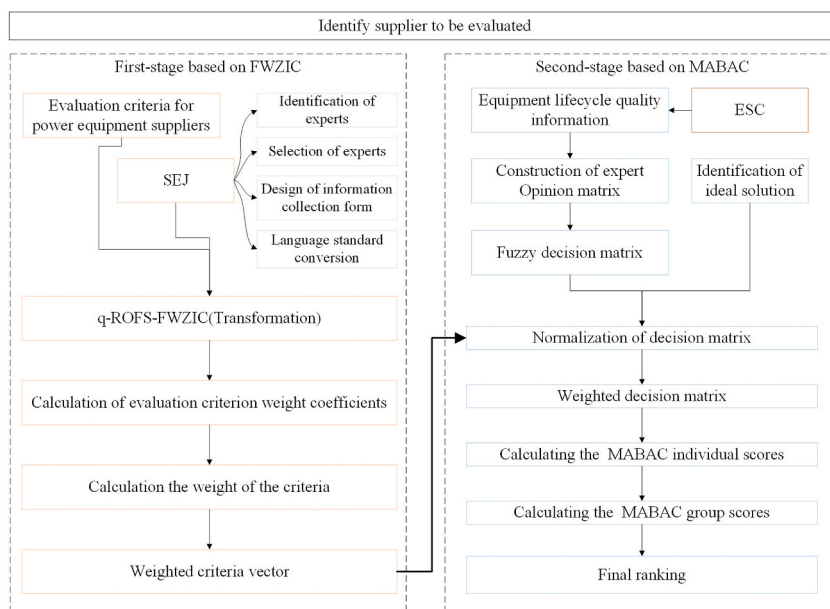 Identify supplier to be evaluated
First-stage based on FWZIC
Evaluation criteria for
power equipment suppliers
SEJ
Identification of
experts
Selection of experts
Design of information
collection form
Language standard
conversion
q-ROFS-FWZIC(Transformation)
Calculation of evaluation criterion weight coefficients
Calculation the weight of the criteria
Weighted criteria vector
Second-stage based on MABAC
Equipment lifecycle quality
information
ESC
Construction of expert
Opinion matrix
Identification of
ideal solution
Fuzzy decision matrix
Normalization of decision matrix
Weighted decision matrix
Calculating the MABAC individual scores
Calculating the MABAC group scores
Final ranking